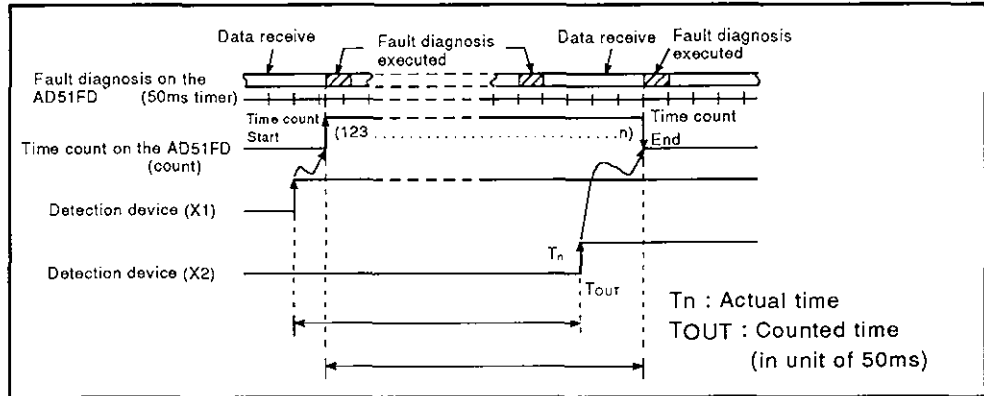 Data receive
Fault diagnosis
executed
Data receive
Fault diagnosis
executed
Fault diagnosis on the
AD51FD (50ms timer)
Time count
Start
(123 ........................................ n)
Time count
End
Time count on the AD51FD
(count)
Detection device (X1)
Tn
Detection device (X2)
TOUT
Tn : Actual time
TOUT : Counted time
(in unit of 50ms)